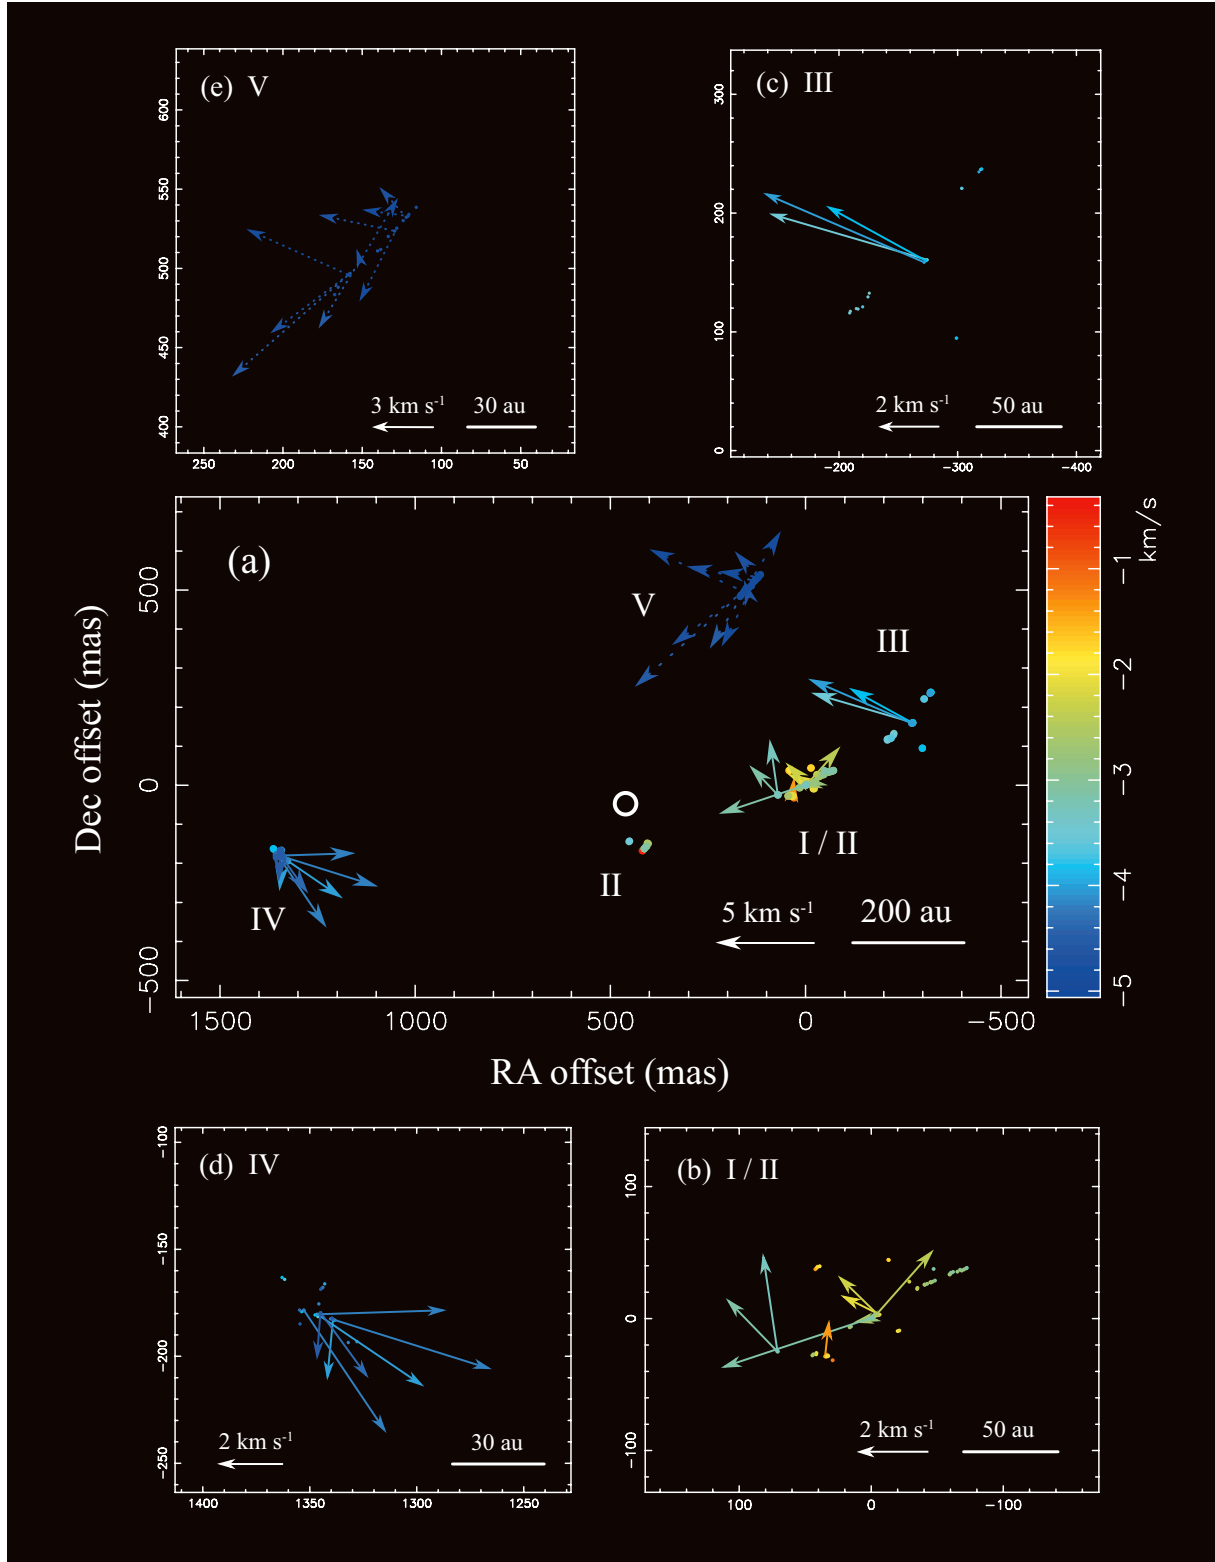 (e) V
640
600
550
500
450
400
3 km s-1
30 au
250 200 150 100 50
(c) III
300
200
100
0
2 km s-1
50 au
−200 −300 −400
(a)
V
III
I / II
II
IV
5 km s-1
200 au
500
0
−500
Dec offset (mas)
1500 1000 500 0 −500
RA offset (mas)
km/s
−1
−2
−3
−4
−5
(d) IV
−100
−150
−200
−250
2 km s-1
30 au
1400 1350 1300 1250
(b) I / II
100
0
−100
2 km s-1
50 au
100 0 −100